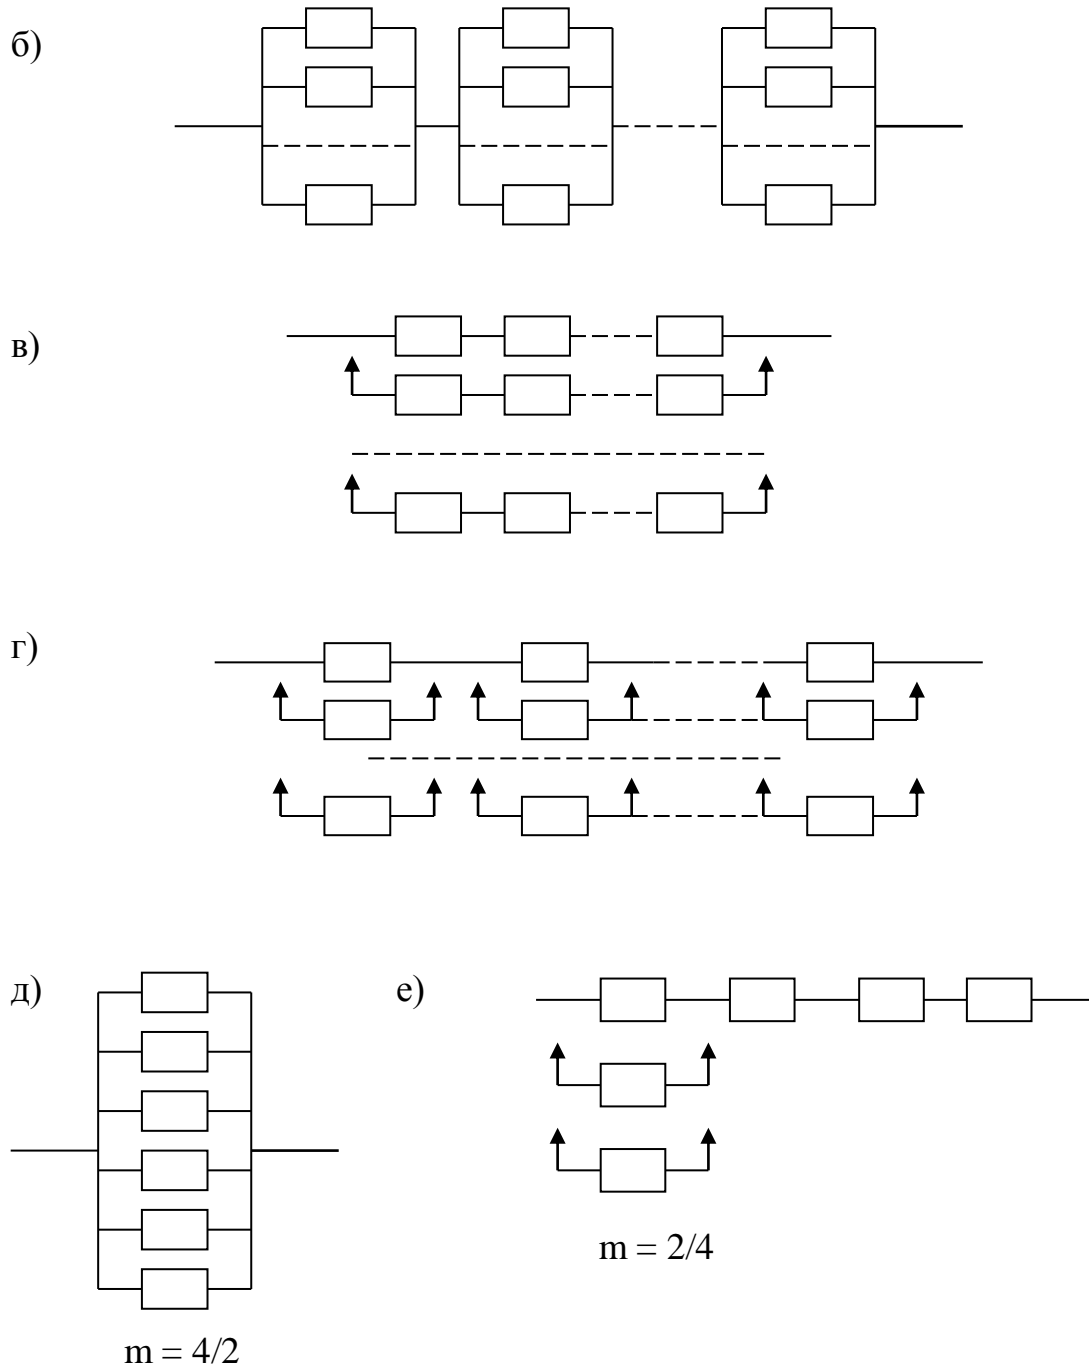 б)
в)
г)
д)
е)
m = 2/4
m = 4/2